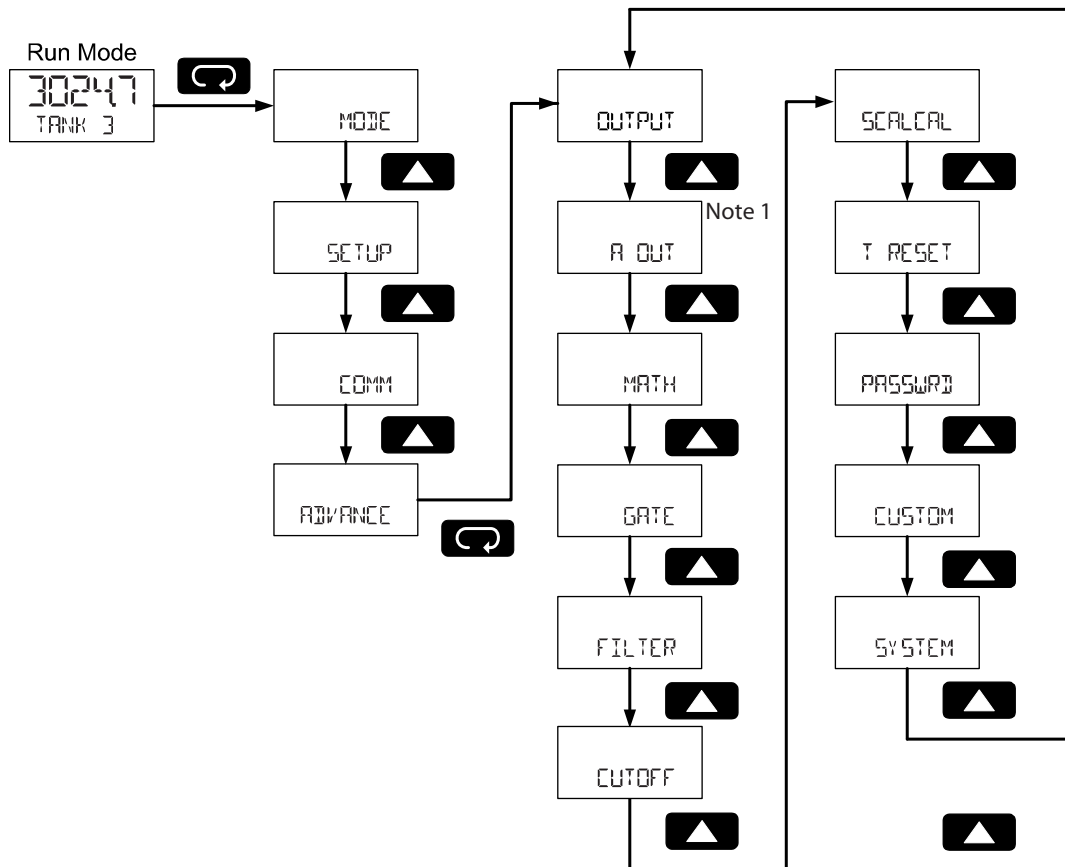 Run Mode
30247
TANK 3
MODE
SETUP
COMM
ADVANCE
OUTPUT
Note 1
A OUT
MATH
GATE
FILTER
CUTOFF
SCALCAL
T RESET
PASSWRD
CUSTOM
SYSTEM